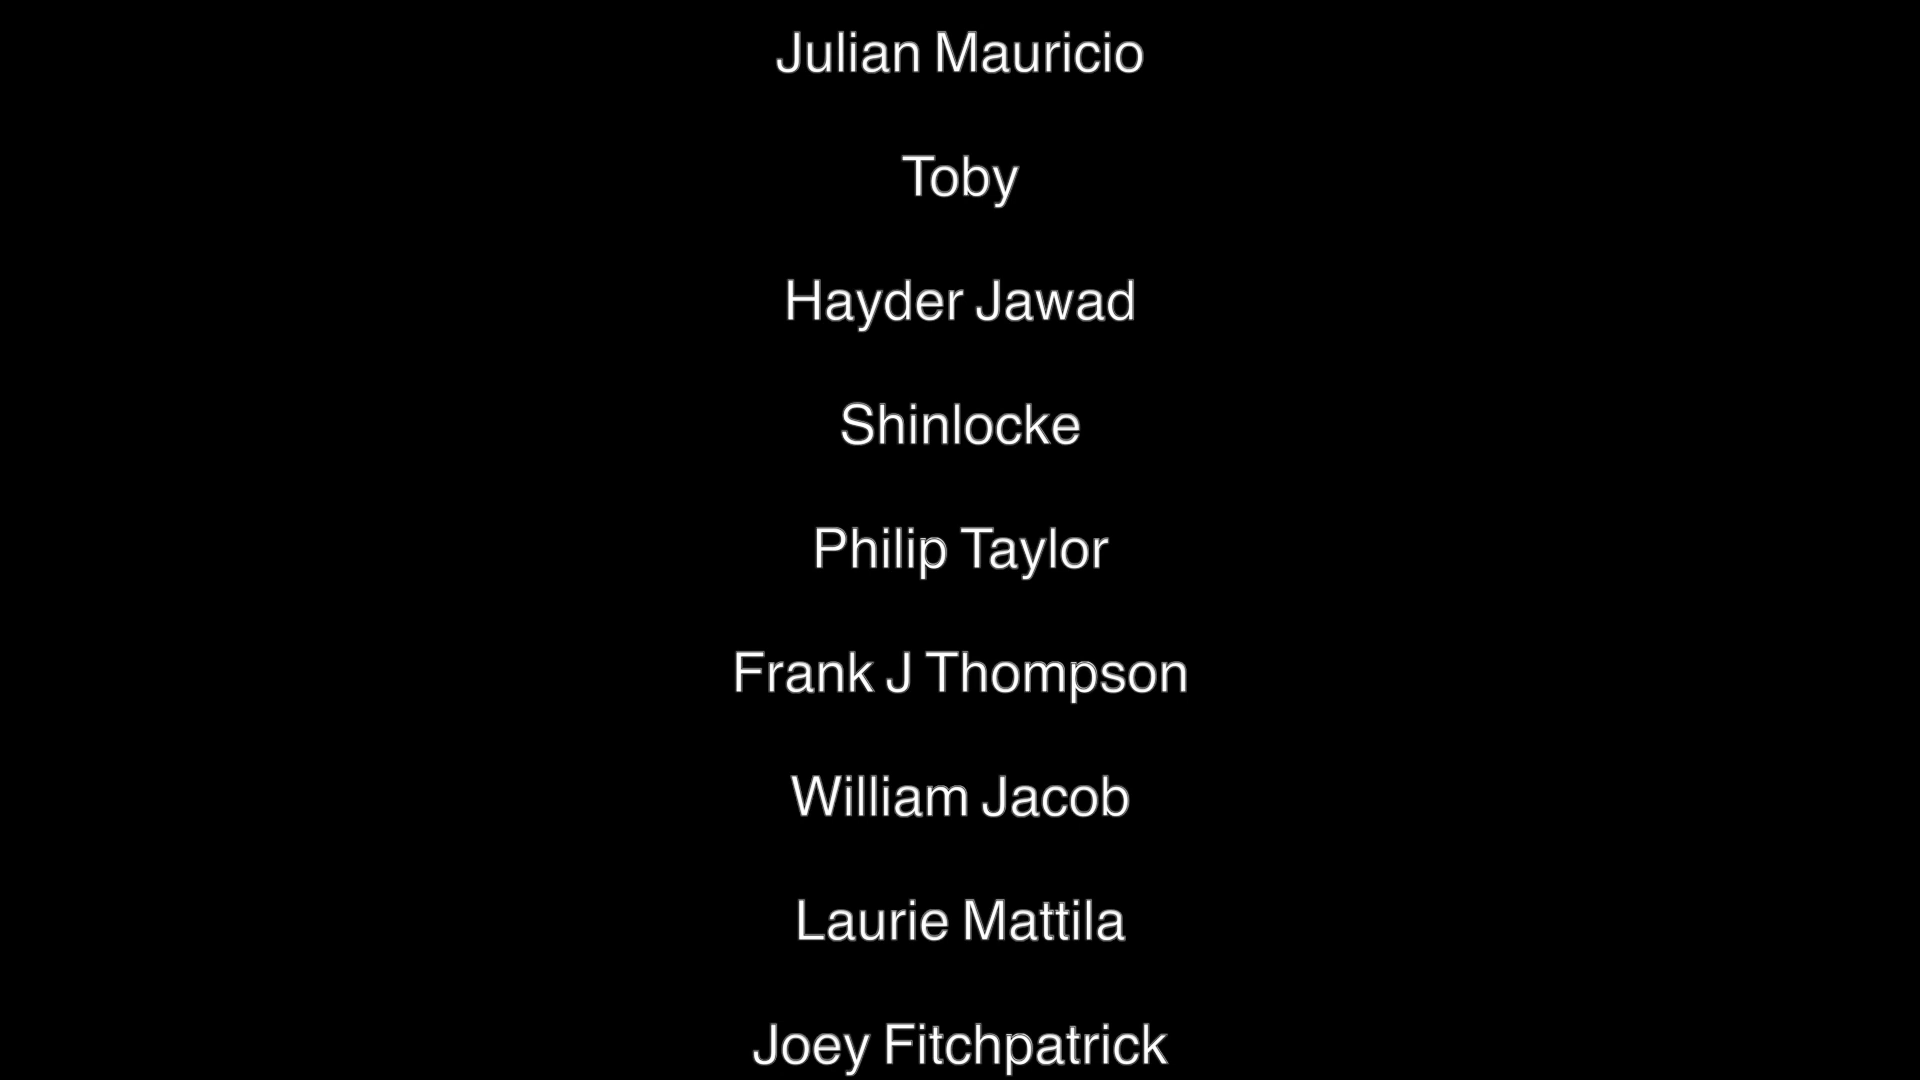 Julian Mauricio
Toby
Hayder Jawad
Shinlocke
Philip Taylor
Frank J Thompson
William Jacob
Laurie Mattila
Joey Fitchpatrick